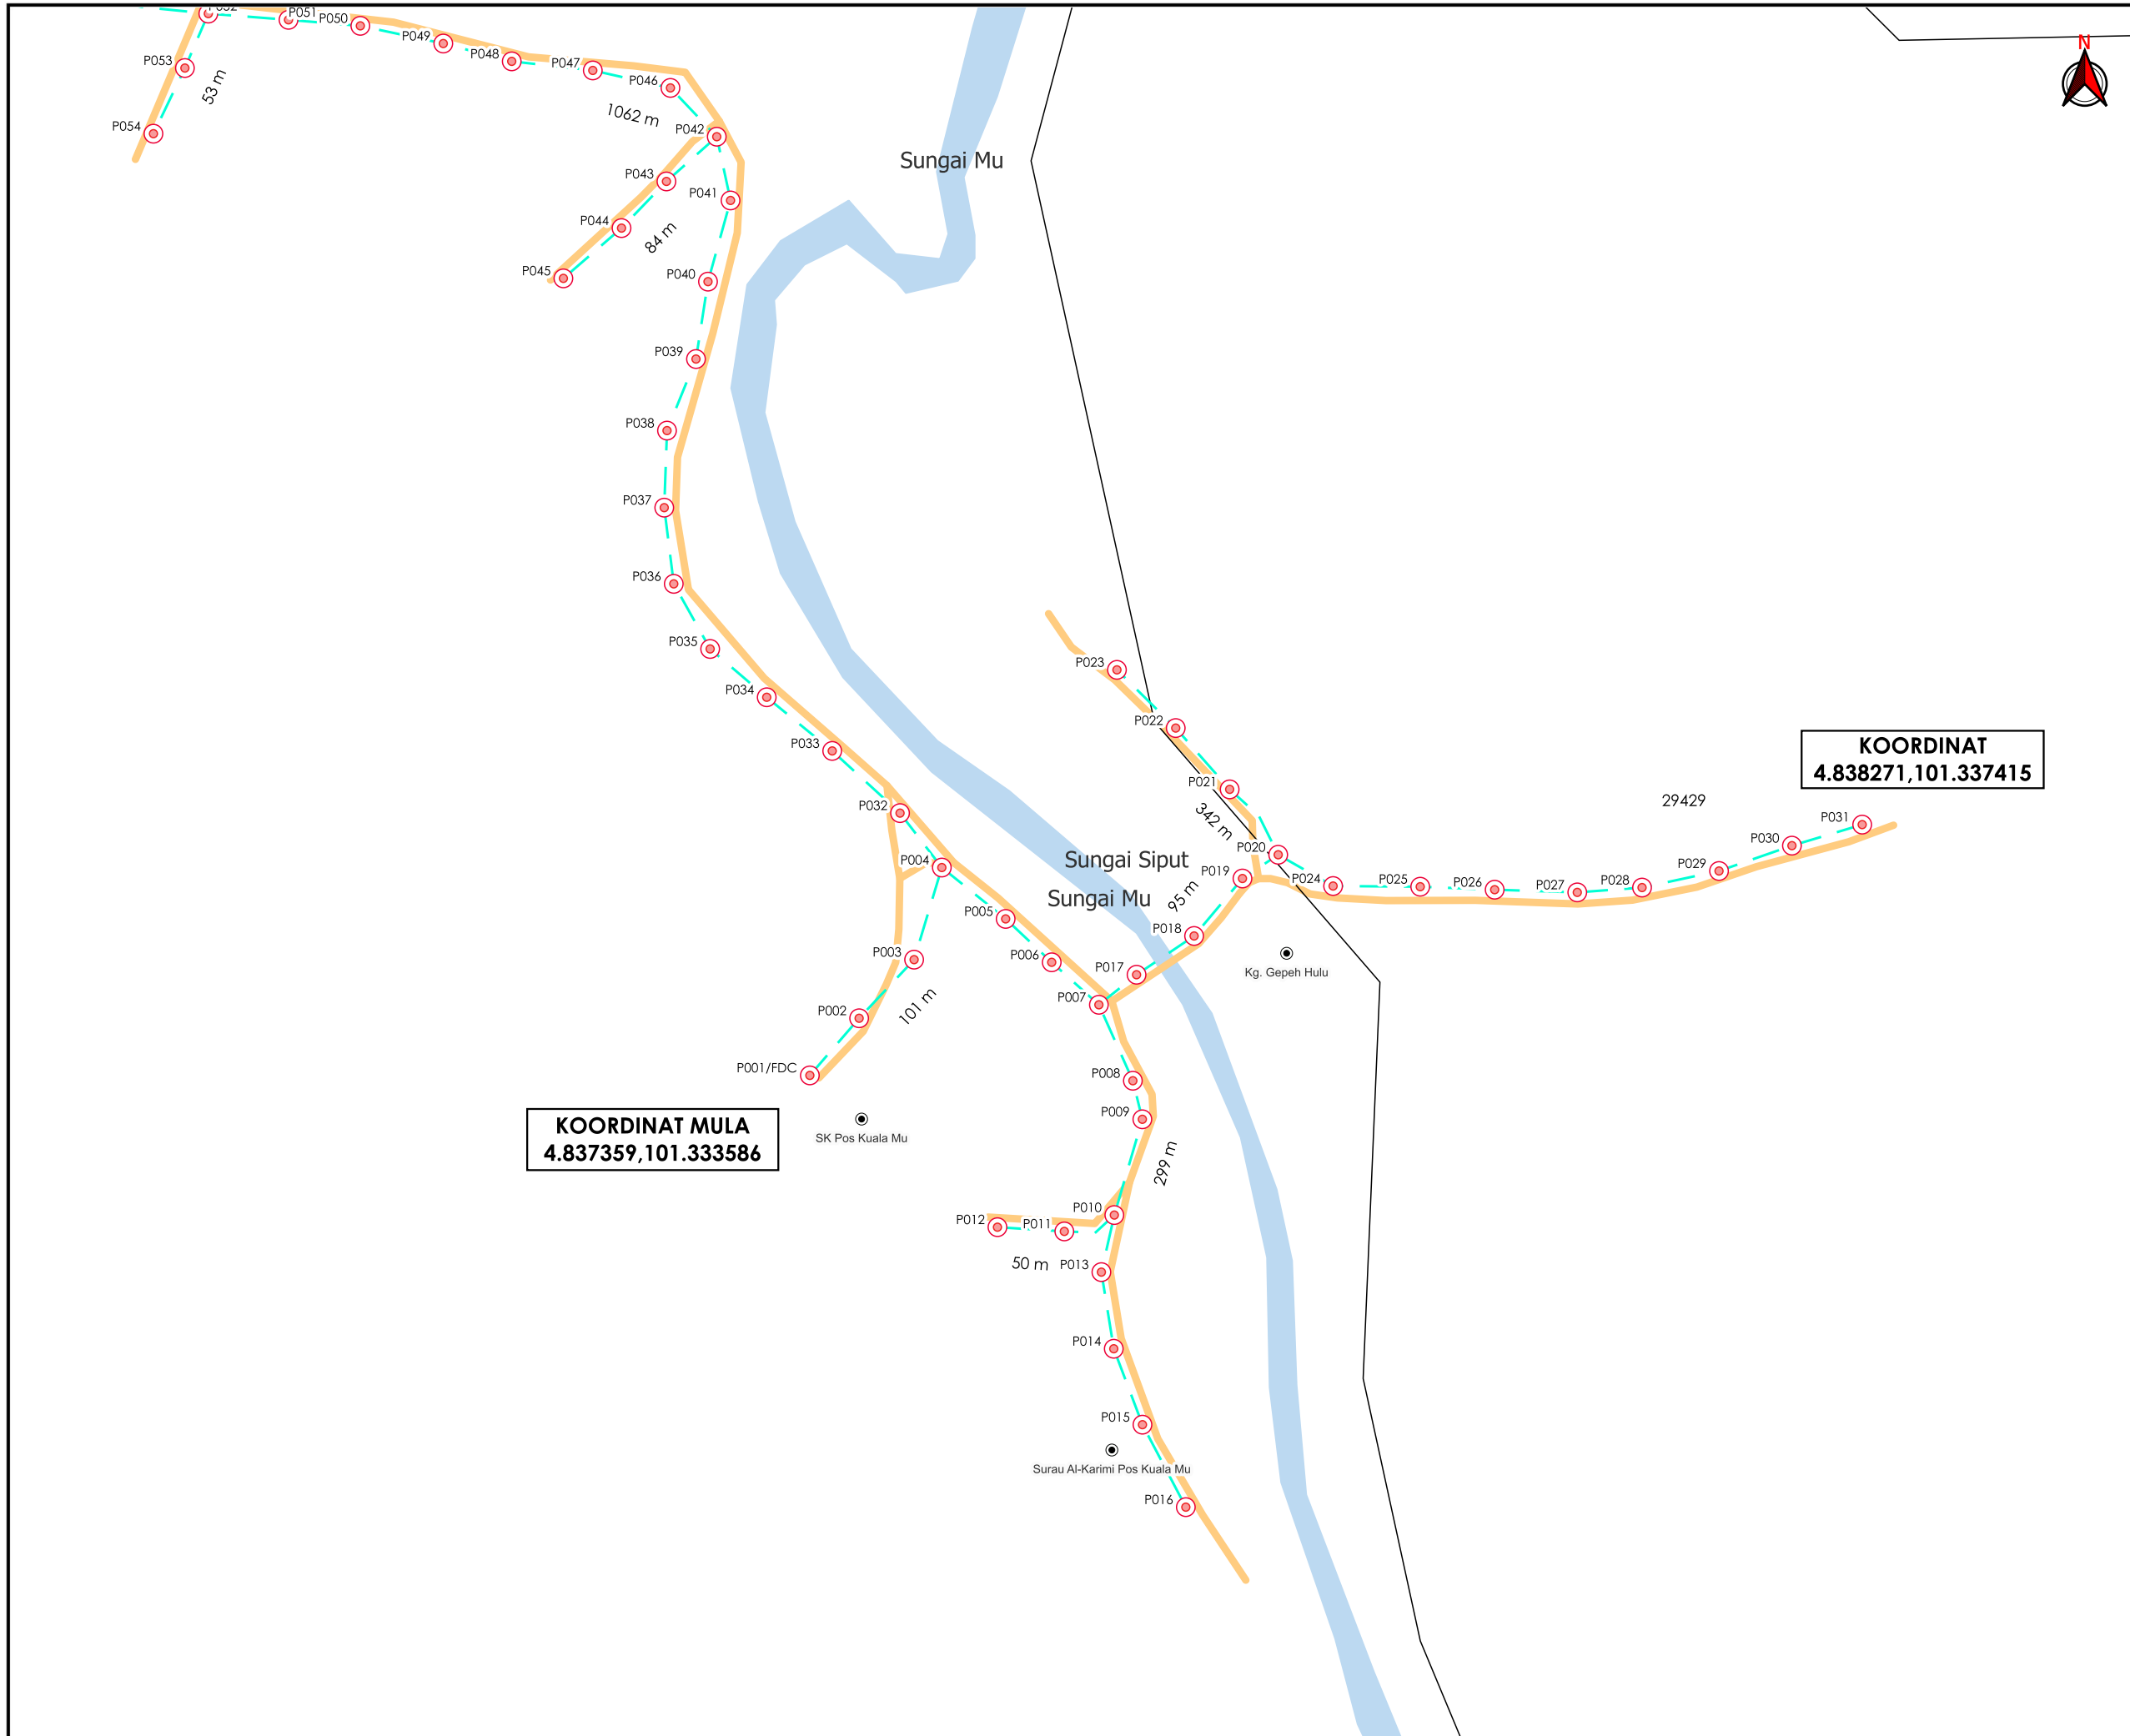 P052
P051
P050
P049
P048
P047
P046
P053
53 m
P054
1062 m
P042
P043
P041
P044
84 m
P045
P040
P039
P038
P037
P036
P035
P034
P033
P032
N
Sungai Mu
P023
P022
P021
342 m
P020
P019
P024
P025
P026
P027
P028
P029
P030
P031
29429
KOORDINAT
4.838271,101.337415
Sungai Siput
Sungai Mu
95 m
P018
P017
Kg. Gepeh Hulu
P004
P005
P006
P007
P003
P002
101 m
P001/FDC
KOORDINAT MULA
4.837359,101.333586
SK Pos Kuala Mu
P008
P009
299 m
P010
P011
P012
50 m
P013
P014
P015
Surau Al-Karimi Pos Kuala Mu
P016